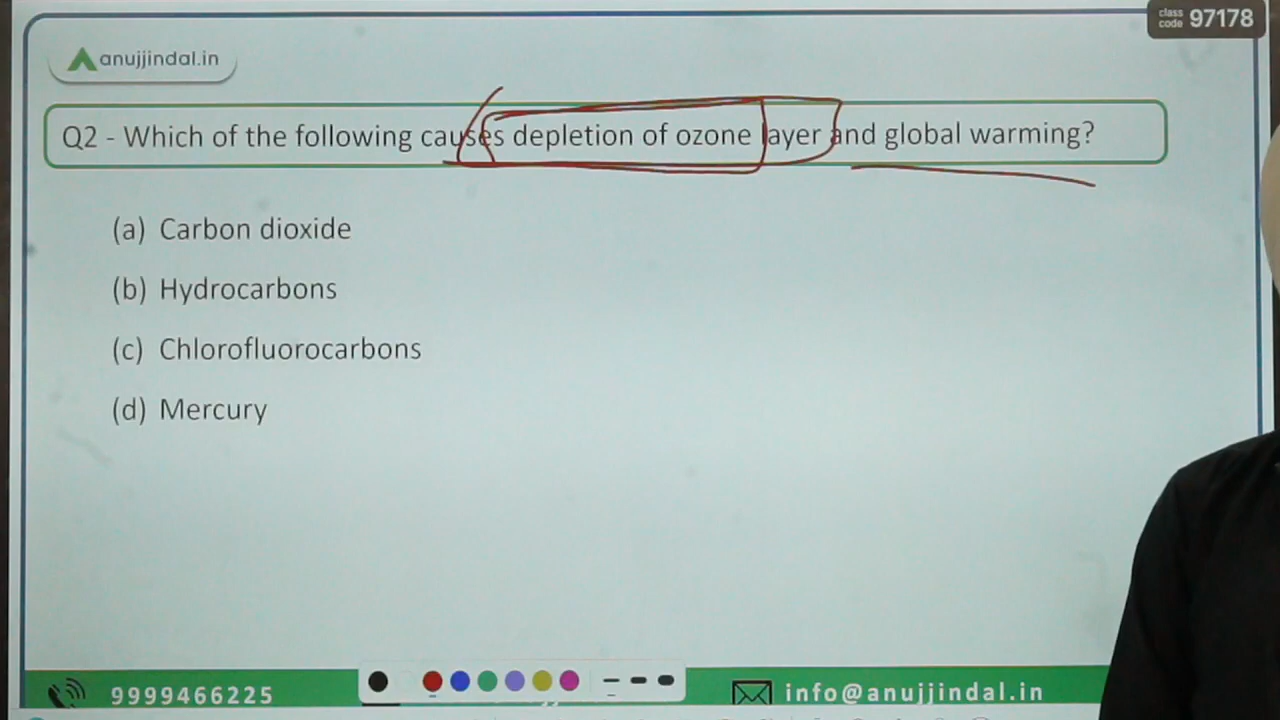 class
code 97178
anujjindal.in
Q2 - Which of the following causes depletion of ozone layer and global warming?
(a) Carbon dioxide
(b) Hydrocarbons
(c) Chlorofluorocarbons
(d) Mercury
9999466225
info@anujjindal.in